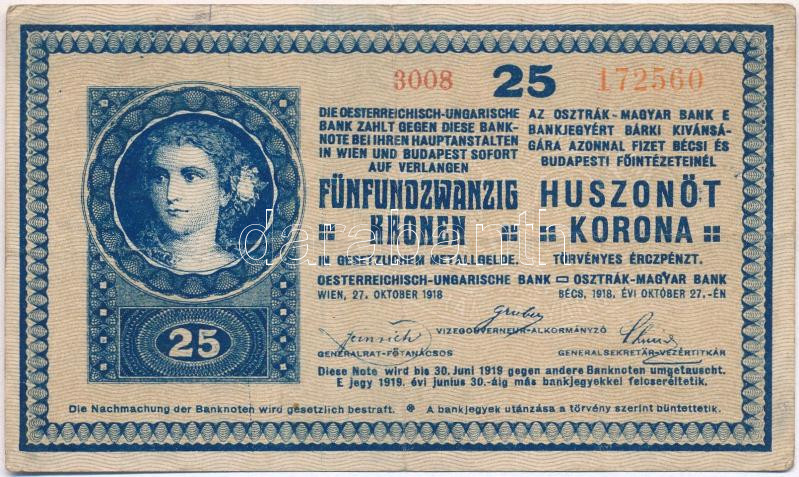 3008 25 172560
DIE OESTERREICHISCH-UNGARISCHE
BANK ZAHLT GEGEN DIESE BANK-
NOTE BEI IHREN HAUPTANSTALTEN
IN WIEN UND BUDAPEST SOFORT
AUF VERLANGEN
FÜNFUNDZWANZIG
KRONEN
IN GESETZLICHEM METALLGELDE.
AZ OSZTRÁK-MAGYAR BANK E
BANKJEGYÉRT BÁRKI KIVÁNSÁ-
GÁRA AZONNAL FIZET BÉCSI ÉS
BUDAPESTI FŐINTÉZETEINÉL
HUSZONÖT
KORONA
TÖRVÉNYES ÉRCZPÉNZT.
OESTERREICHISCH-UNGARISCHE BANK – OSZTRÁK-MAGYAR BANK
WIEN, 27. OKTOBER 1918
BÉCS, 1918. ÉVI OKTÓBER 27.-ÉN
Gruber
VIZEGOUVERNEUR-ALKORMÁNYZÓ
GENERALRAT-FŐTANÁCSOS
GENERALSEKRETÄR-VEZÉRTITKÁR
Diese Note wird bis 30. Juni 1919 gegen andere Banknoten umgetauscht.
E jegy 1919. évi junius 30.-áig más bankjegyekkel felcseréltetik.
25
Die Nachmachung der Banknoten wird gesetzlich bestraft. ❋ A bankjegyek utánzása a törvény szerint büntettetik.
darabanth